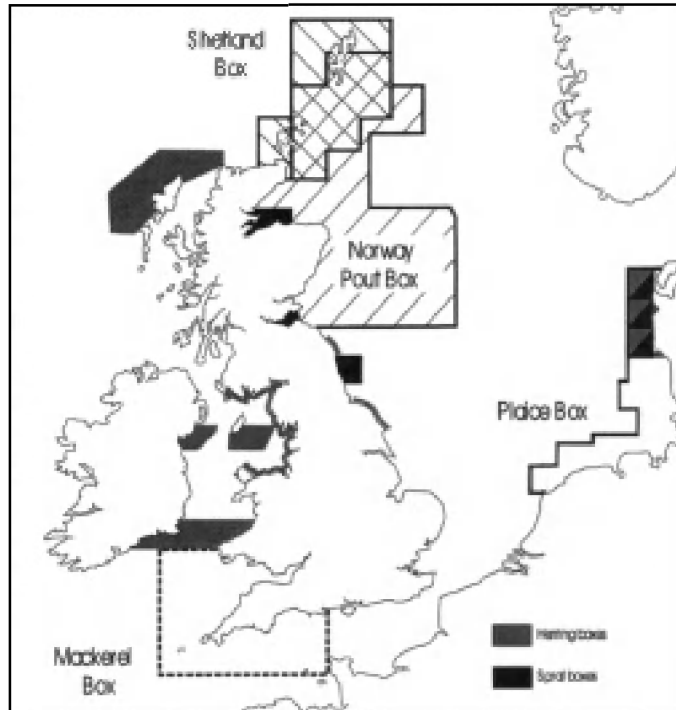 Shetland
Box
Norway
Pout Box
Plaice Box
Mackerel
Box
Herring boxes
Sprat boxes